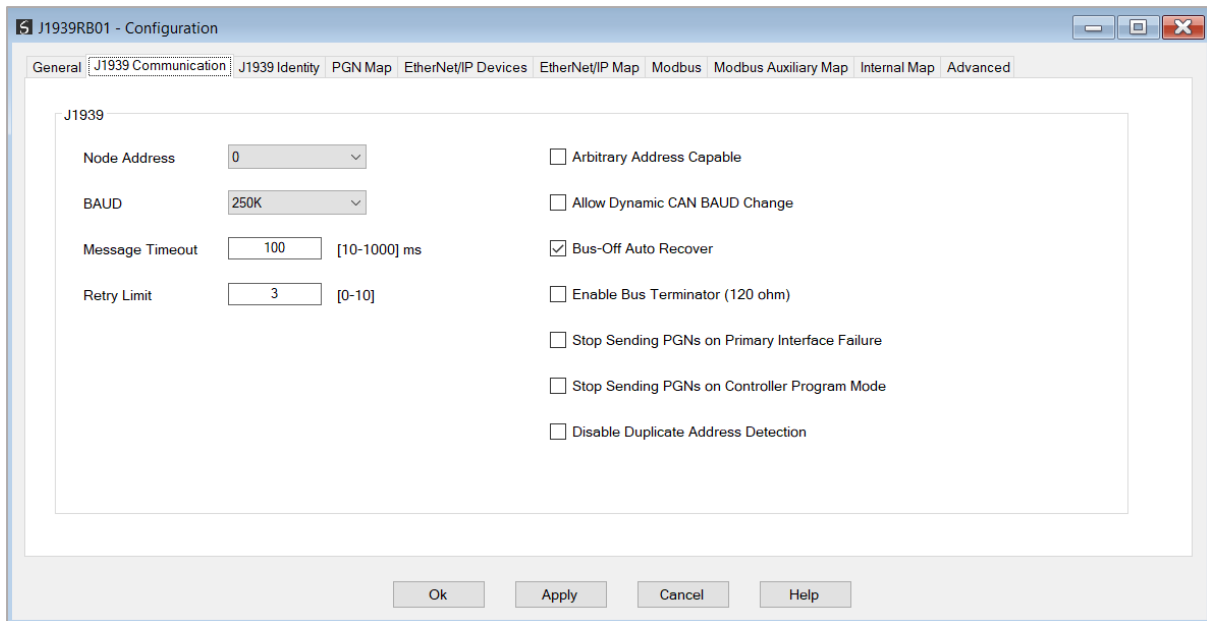 J1939RB01 - Configuration
General J1939 Communication J1939 Identity PGN Map EtherNet/IP Devices EtherNet/IP Map Modbus Modbus Auxiliary Map Internal Map Advanced
J1939
Node Address 0 Arbitrary Address Capable
BAUD 250K Allow Dynamic CAN BAUD Change
Message Timeout 100 [10-1000] ms Bus-Off Auto Recover
Retry Limit 3 [0-10] Enable Bus Terminator (120 ohm)
Stop Sending PGNs on Primary Interface Failure
Stop Sending PGNs on Controller Program Mode
Disable Duplicate Address Detection
Ok Apply Cancel Help